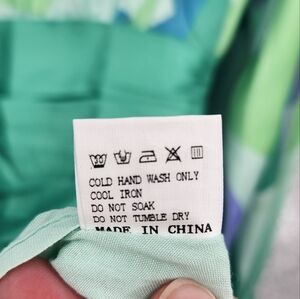 COLD HAND WASH ONLY
COOL IRON
DO NOT SOAK
DO NOT TUMBLE DRY
MADE IN CHINA